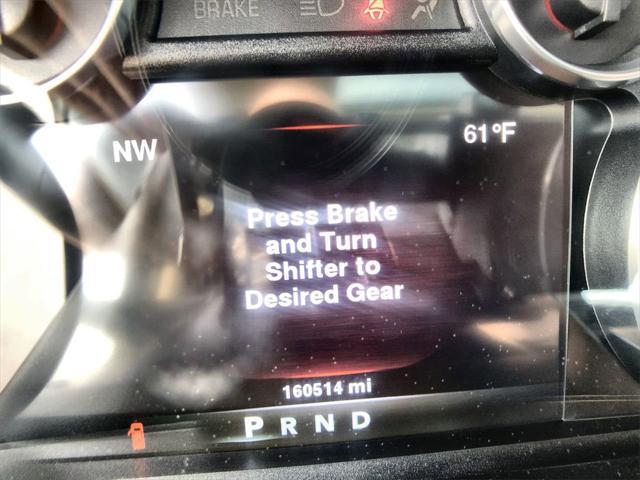 BRAKE
NW
61°F
Press Brake
and Turn
Shifter to
Desired Gear
160514 mi
P R N D